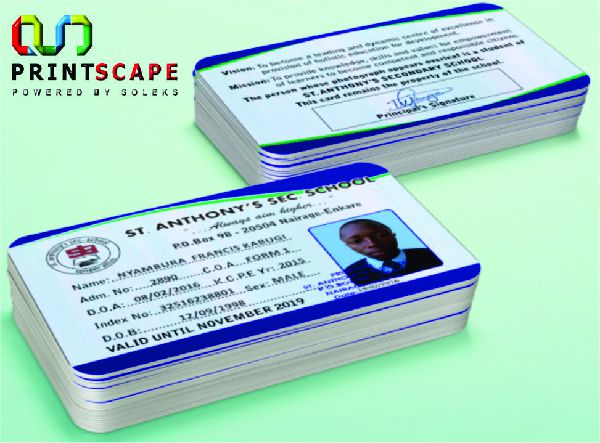 PRINTSCAPE
POWERED BY SOLEKS
Vision: To become a leading and dynamic centre of excellence in
provision of holistic education for development.
Mission: To provide knowledge, skills and values for empowerment
of learners to become competent and responsible citizens
The person whose photograph appears overleaf is a student of
ST. ANTHONY'S SECONDARY SCHOOL
This card remains the property of the school.
Principal's Signature
ST. ANTHONY'S SEC. SCHOOL
"...Always aim higher..."
P.O.Box 98 - 20504 Nairage-Enkare
Name: NYAMBURA FRANCIS KABUGI
Adm. No: 2890 C.O.A. FORM 1
D.O.A: 08/02/2016 K.C.P.E Yr: 2015
Index No: 32516238801 Sex: MALE
D.O.B: 12/09/1998
VALID UNTIL NOVEMBER 2019
ST. ANTH